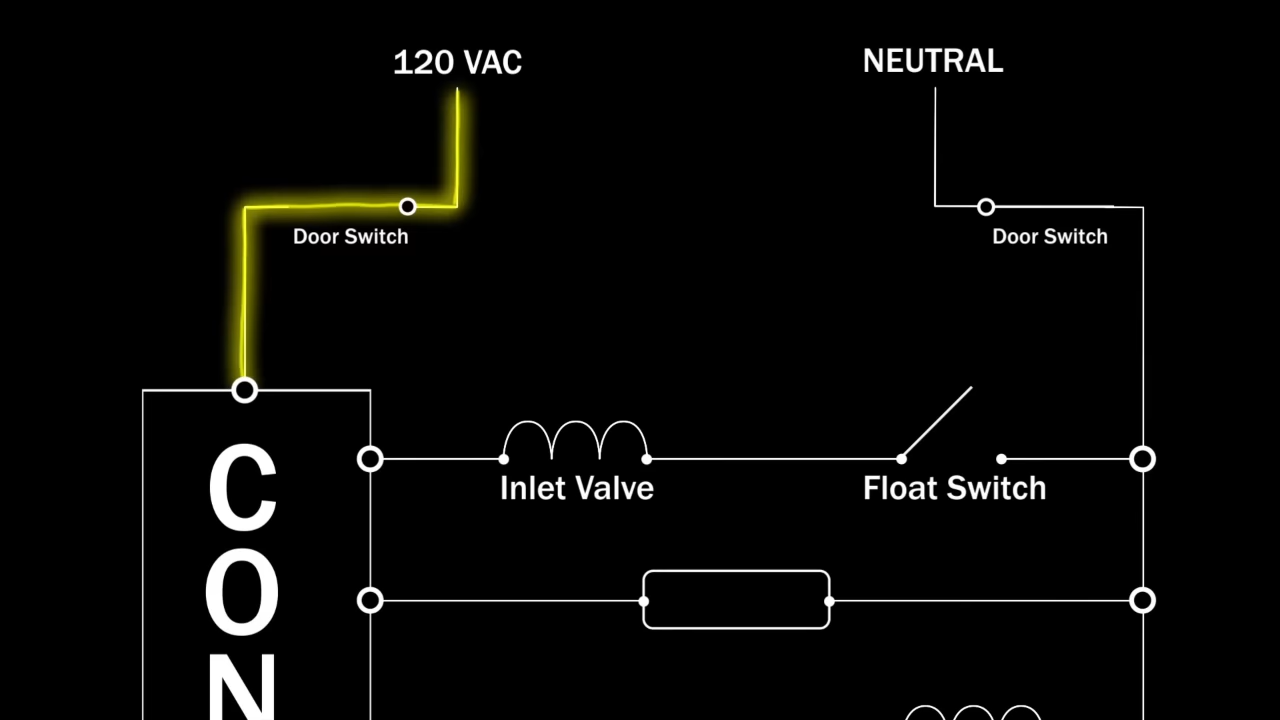 120 VAC
NEUTRAL
Door Switch
Door Switch
Inlet Valve
Float Switch
C
O
N